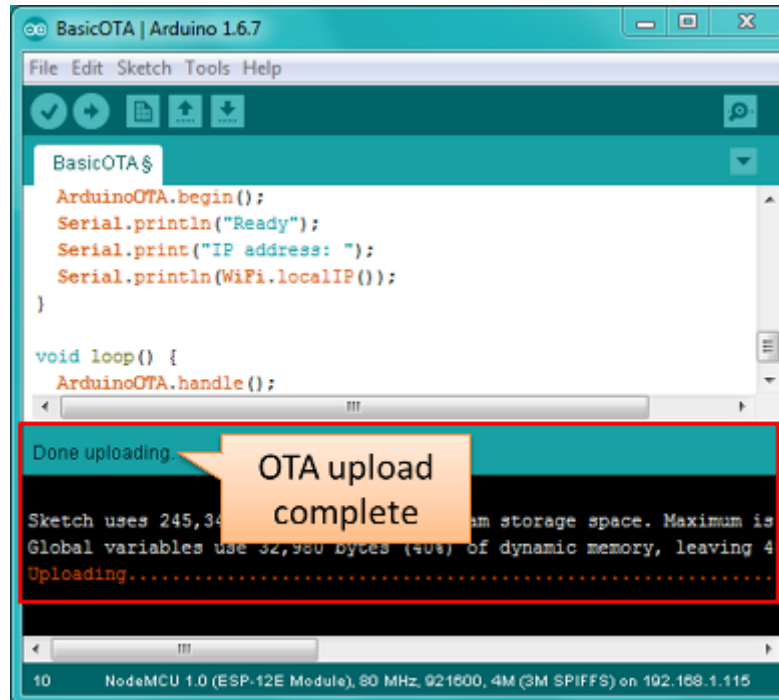 BasicOTA | Arduino 1.6.7
File Edit Sketch Tools Help
BasicOTA§
ArduinoOTA.begin();
Serial.println("Ready");
Serial.print("IP address: ");
Serial.println(WiFi.localIP());
}
void loop() {
ArduinoOTA.handle();
Done uploading.
OTA upload
complete
Sketch uses 245,34 am storage space. Maximum is
Global variables use 32,980 bytes (40%) of dynamic memory, leaving 4
Uploading......................................................................
10 NodeMCU 1.0 (ESP-12E Module), 80 MHz, 921600, 4M (3M SPIFFS) on 192.168.1.115